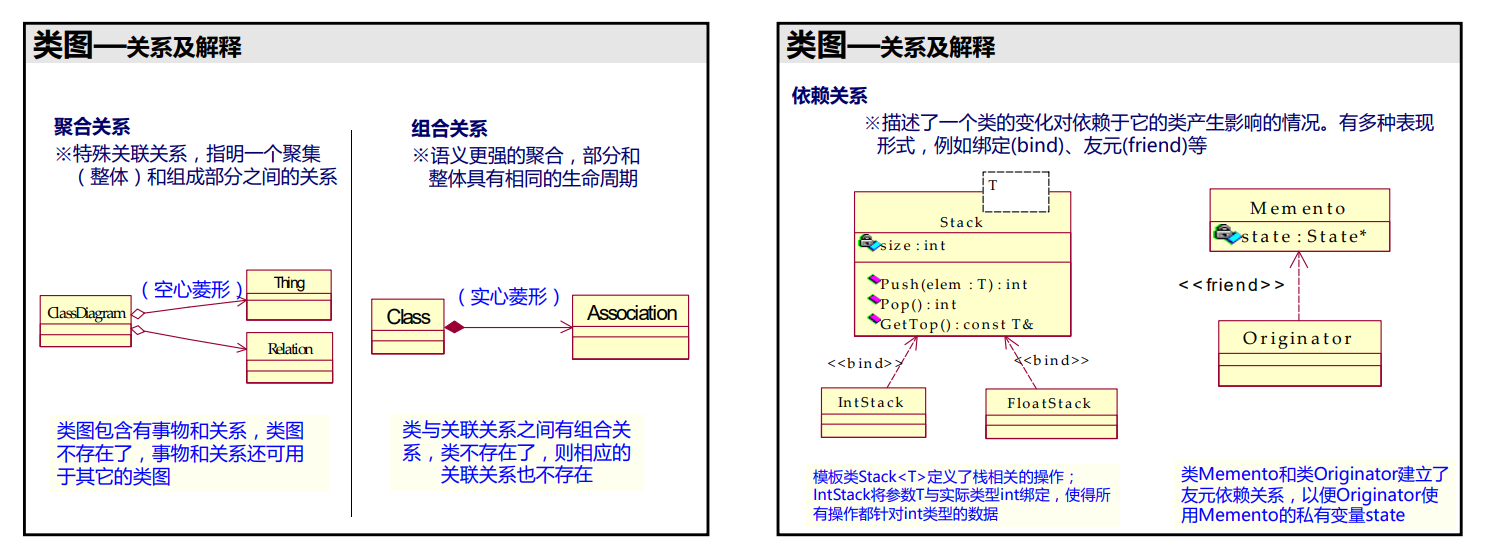 类图—关系及解释
聚合关系
※特殊关联关系，指明一个聚集
（整体）和组成部分之间的关系
组合关系
※语义更强的聚合，部分和
整体具有相同的生命周期
ClassDiagram
（空心菱形）
Thing
Relation
Class
（实心菱形）
Association
类图包含有事物和关系，类图
不存在了，事物和关系还可用
于其它的类图
类与关联关系之间有组合关
系，类不存在了，则相应的
关联关系也不存在
类图—关系及解释
依赖关系
※描述了一个类的变化对依赖于它的类产生影响的情况。有多种表现
形式，例如绑定(bind)、友元(friend)等
T
Stack
size : int
Push(elem : T) : int
Pop() : int
GetTop() : const T&
<<bind>>
<<bind>>
IntStack
FloatStack
Memento
state : State*
<<friend>>
Originator
模板类Stack<T>定义了栈相关的操作；
IntStack将参数T与实际类型int绑定，使得所
有操作都针对int类型的数据
类Memento和类Originator建立了
友元依赖关系，以便Originator使
用Memento的私有变量state